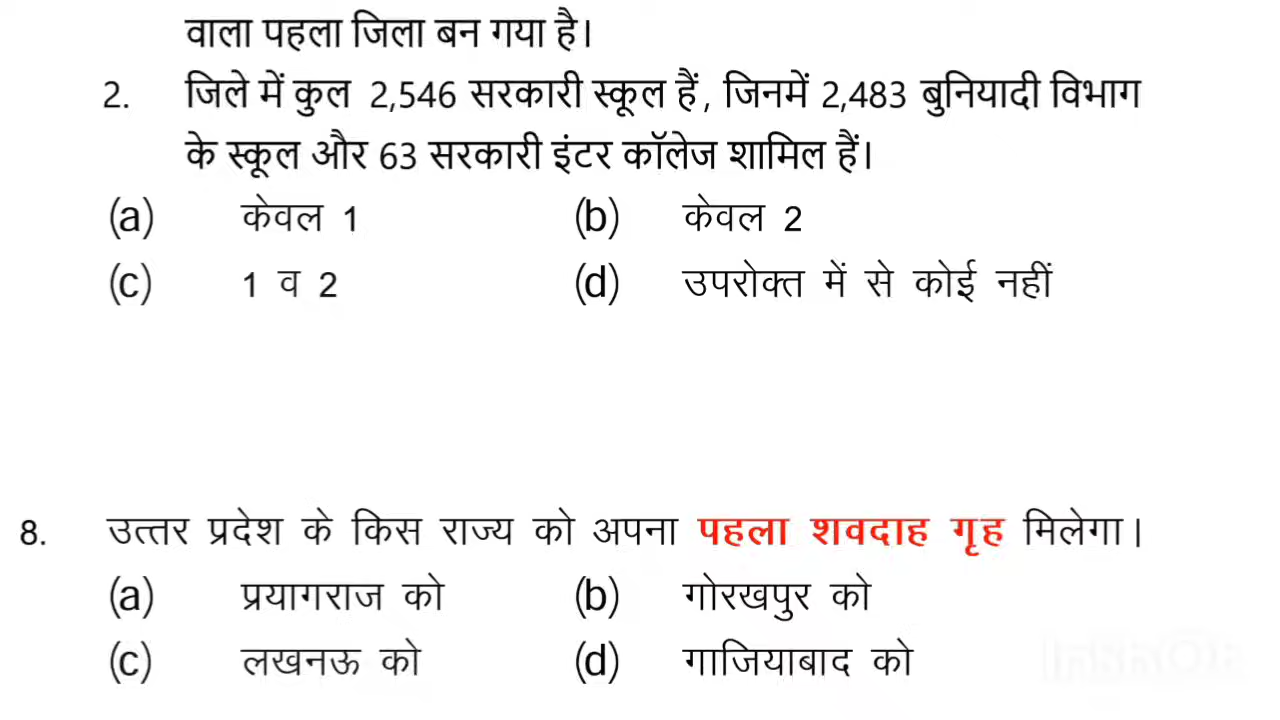 वाला पहला जिला बन गया है।
2. जिले में कुल 2,546 सरकारी स्कूल हैं, जिनमें 2,483 बुनियादी विभाग
के स्कूल और 63 सरकारी इंटर कॉलेज शामिल हैं।
(a) केवल 1 (b) केवल 2
(c) 1 व 2 (d) उपरोक्त में से कोई नहीं
8. उत्तर प्रदेश के किस राज्य को अपना पहला शवदाह गृह मिलेगा।
(a) प्रयागराज को (b) गोरखपुर को
(c) लखनऊ को (d) गाजियाबाद को